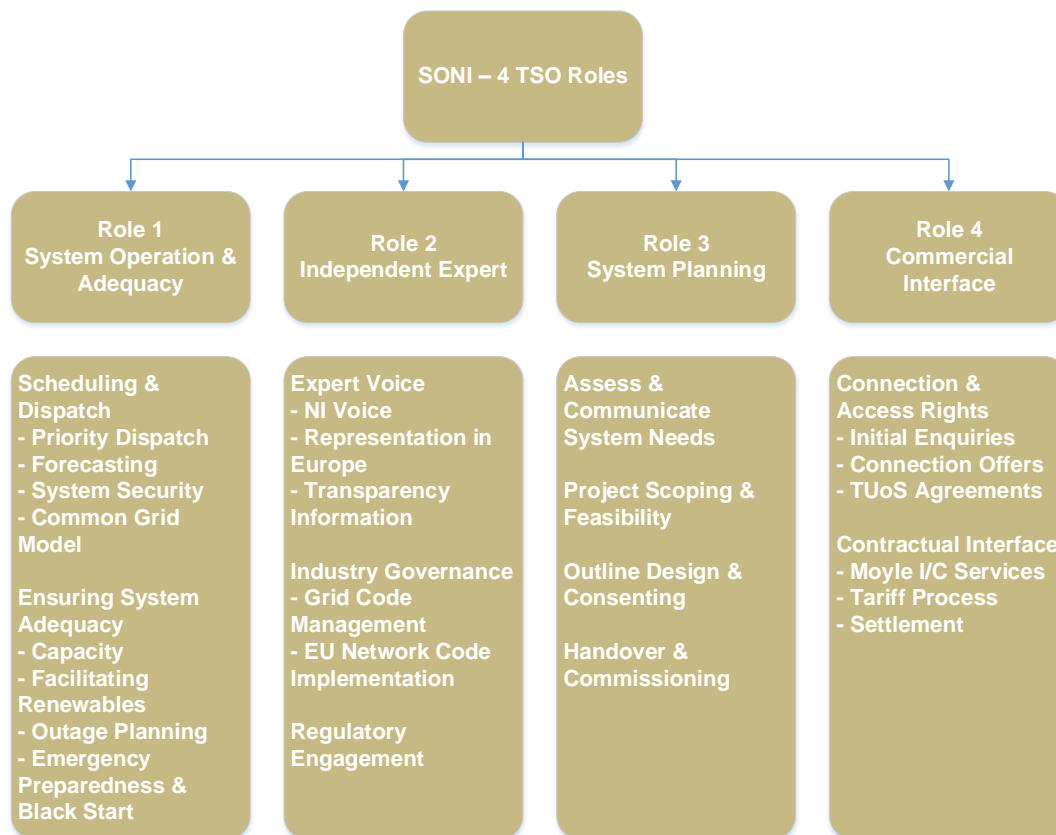 SONI – 4 TSO Roles
Role 1
System Operation &
Adequacy
Role 2
Independent Expert
Role 3
System Planning
Role 4
Commercial
Interface
Scheduling &
Dispatch
- Priority Dispatch
- Forecasting
- System Security
- Common Grid
Model
Ensuring System
Adequacy
- Capacity
- Facilitating
Renewables
- Outage Planning
- Emergency
Preparedness &
Black Start
Expert Voice
- NI Voice
- Representation in
Europe
- Transparency
Information
Industry Governance
- Grid Code
Management
- EU Network Code
Implementation
Regulatory
Engagement
Assess &
Communicate
System Needs
Project Scoping &
Feasibility
Outline Design &
Consenting
Handover &
Commissioning
Connection &
Access Rights
- Initial Enquiries
- Connection Offers
- TUoS Agreements
Contractual Interface
- Moyle I/C Services
- Tariff Process
- Settlement